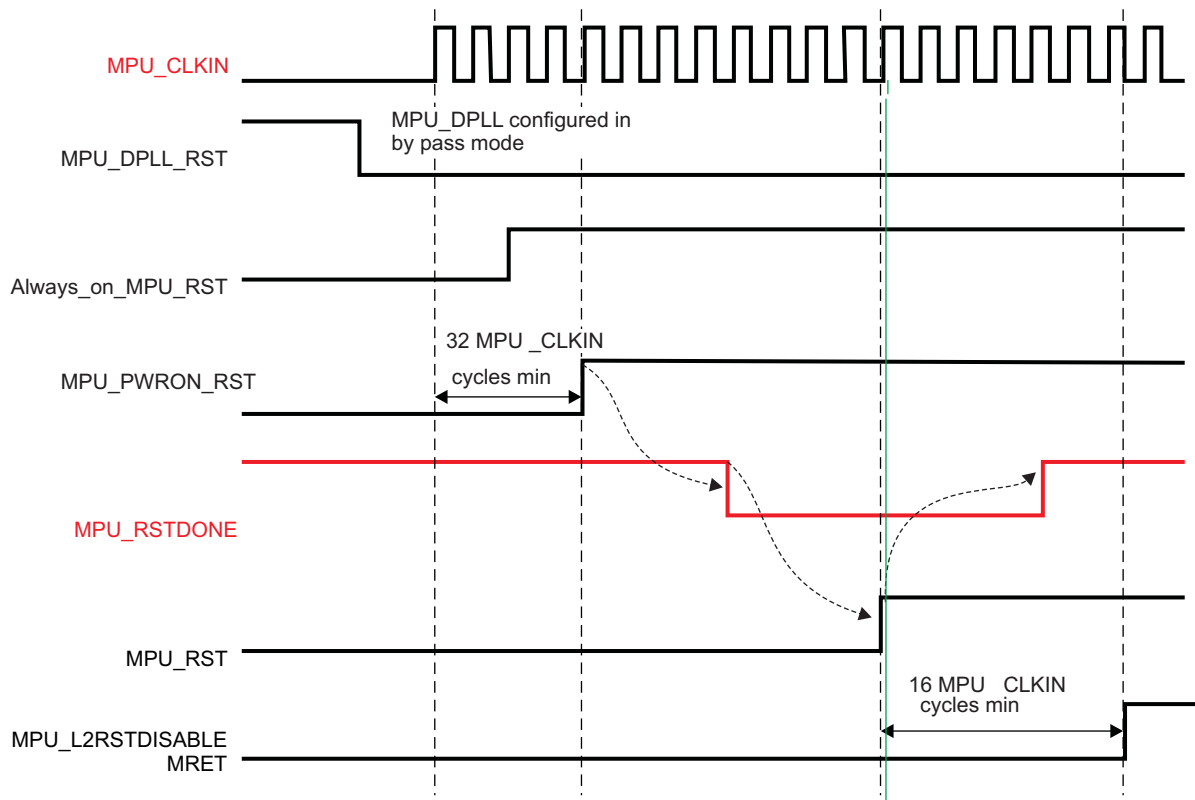 MPU_CLKIN
MPU_DPLL configured in
by pass mode
MPU_DPLL_RST
Always_on_MPU_RST
32 MPU _CLKIN
cycles min
MPU_PWRON_RST
MPU_RSTDONE
MPU_RST
16 MPU CLKIN
cycles min
MPU_L2RSTDISABLE
MRET